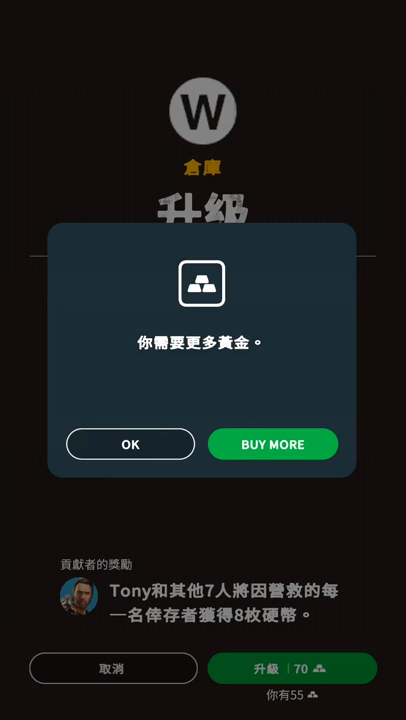 W
倉庫
升級
你需要更多黃金。
OK
BUY MORE
貢獻者的獎勵
Tony和其他7人將因營救的每
一名倖存者獲得8枚硬幣。
取消
升級 | 70
你有55